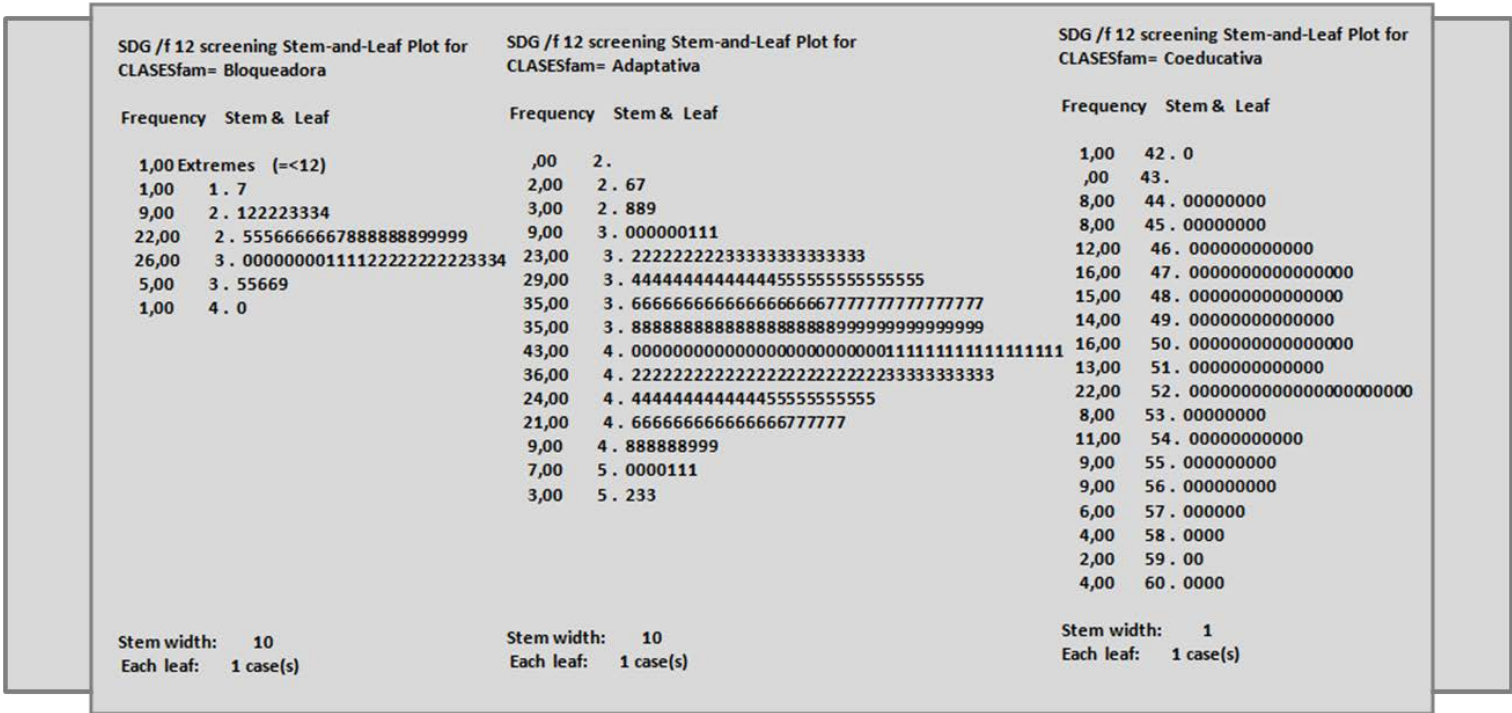 SDG /f 12 screening Stem-and-Leaf Plot for
CLASESfam= Bloqueadora
Frequency Stem & Leaf
1,00 Extremes (=<12)
1,00 1 . 7
9,00 2 . 122223334
22,00 2 . 5556666667888888899999
26,00 3 . 00000000111112222222223334
5,00 3 . 55669
1,00 4 . 0
Stem width: 10
Each leaf: 1 case(s)
SDG /f 12 screening Stem-and-Leaf Plot for
CLASESfam= Adaptativa
Frequency Stem & Leaf
,00 2 .
2,00 2 . 67
3,00 2 . 889
9,00 3 . 000000111
23,00 3 . 22222222233333333333333
29,00 3 . 44444444444444555555555555555
35,00 3 . 66666666666666666667777777777777777
35,00 3 . 88888888888888888888999999999999999
43,00 4 . 0000000000000000000000000111111111111111111
36,00 4 . 222222222222222222222222233333333333
24,00 4 . 444444444444455555555555
21,00 4 . 666666666666666777777
9,00 4 . 888888999
7,00 5 . 0000111
3,00 5 . 233
Stem width: 10
Each leaf: 1 case(s)
SDG /f 12 screening Stem-and-Leaf Plot for
CLASESfam= Coeducativa
Frequency Stem & Leaf
1,00 42 . 0
,00 43 .
8,00 44 . 00000000
8,00 45 . 00000000
12,00 46 . 000000000000
16,00 47 . 0000000000000000
15,00 48 . 000000000000000
14,00 49 . 00000000000000
16,00 50 . 0000000000000000
13,00 51 . 0000000000000
22,00 52 . 0000000000000000000000
8,00 53 . 00000000
11,00 54 . 00000000000
9,00 55 . 000000000
9,00 56 . 000000000
6,00 57 . 000000
4,00 58 . 0000
2,00 59 . 00
4,00 60 . 0000
Stem width: 1
Each leaf: 1 case(s)